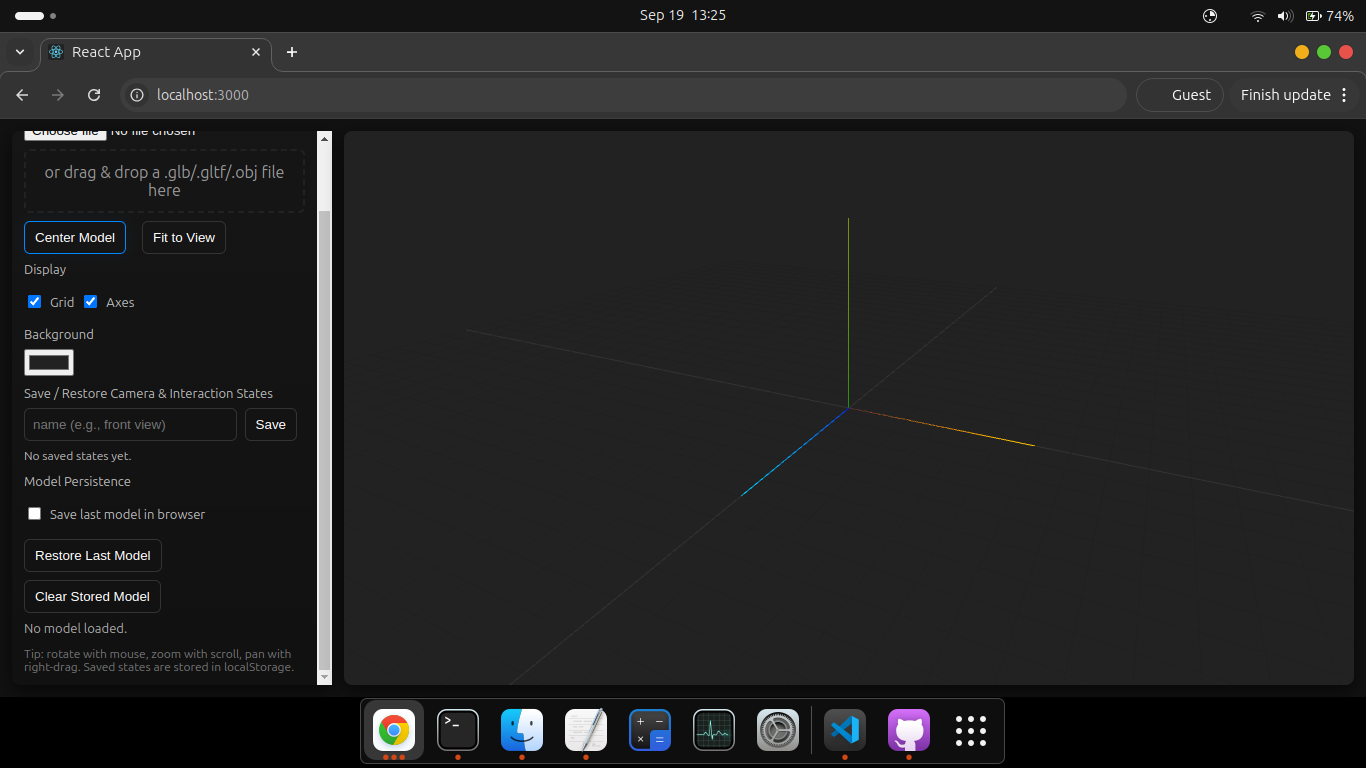 Sep 19 13:25
74%
React App
localhost:3000
Guest
Finish update
Choose file No file chosen
or drag & drop a .glb/.gltf/.obj file
here
Center Model
Fit to View
Display
Grid
Axes
Background
Save / Restore Camera & Interaction States
name (e.g., front view)
Save
No saved states yet.
Model Persistence
Save last model in browser
Restore Last Model
Clear Stored Model
No model loaded.
Tip: rotate with mouse, zoom with scroll, pan with
right-drag. Saved states are stored in localStorage.